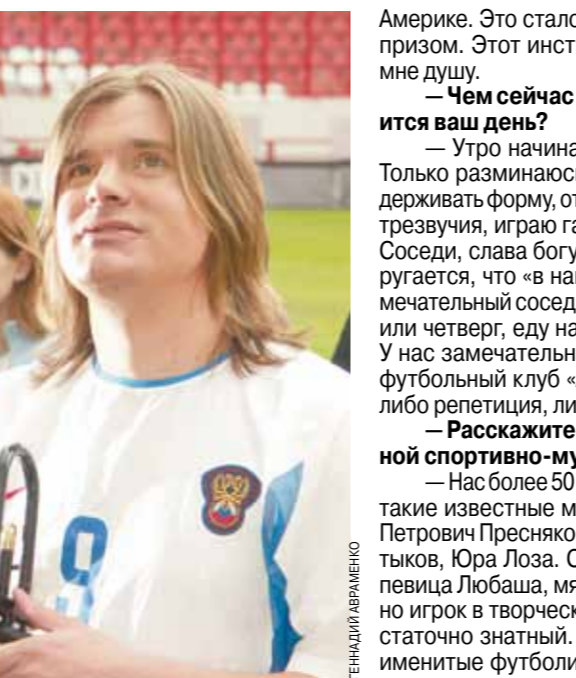 Америке. Это стало
призом. Этот инст
мне душу.
— Чем сейчас
ится ваш день?
— Утро начина
Только разминаюс
держивать форму, от
трезвучия, играю га
Соседи, слава богу
ругается, что «в наш
мечательный сосед
или четверг, еду на
У нас замечательн
футбольный клуб «
либо репетиция, ли
— Расскажите
ной спортивно-му
— Нас более 50
такие известные м
Петрович Пресняко
тыков, Юра Лоза. С
певица Любаша, мя
но игрок в творческ
статочно знатный.
именитые футболи
ГЕННАДИЙ АВРАМЕНКО
9